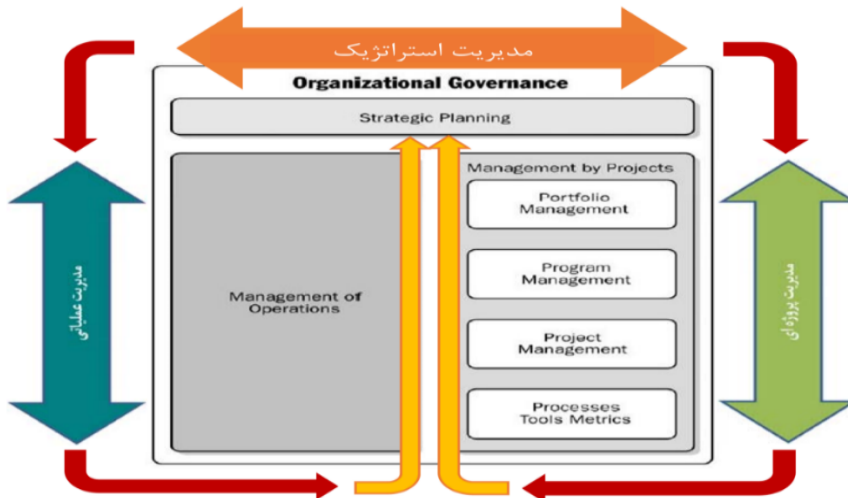 مدیریت استراتژیک
Organizational Governance
Strategic Planning
Management by Projects
Portfolio
Management
Program
Management
Management of
Operations
Project
Management
Processes
Tools Metrics
مدیریت عملیاتی
مدیریت پروژه ای